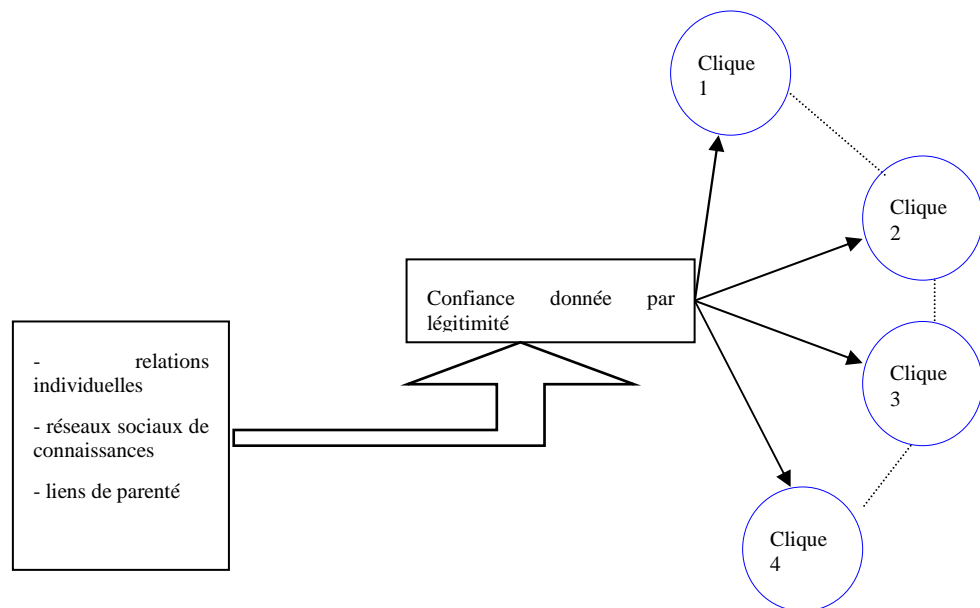 Clique
1
Clique
2
Confiance donnée par
légitimité
- relations
individuelles
- réseaux sociaux de
connaissances
- liens de parenté
Clique
3
Clique
4